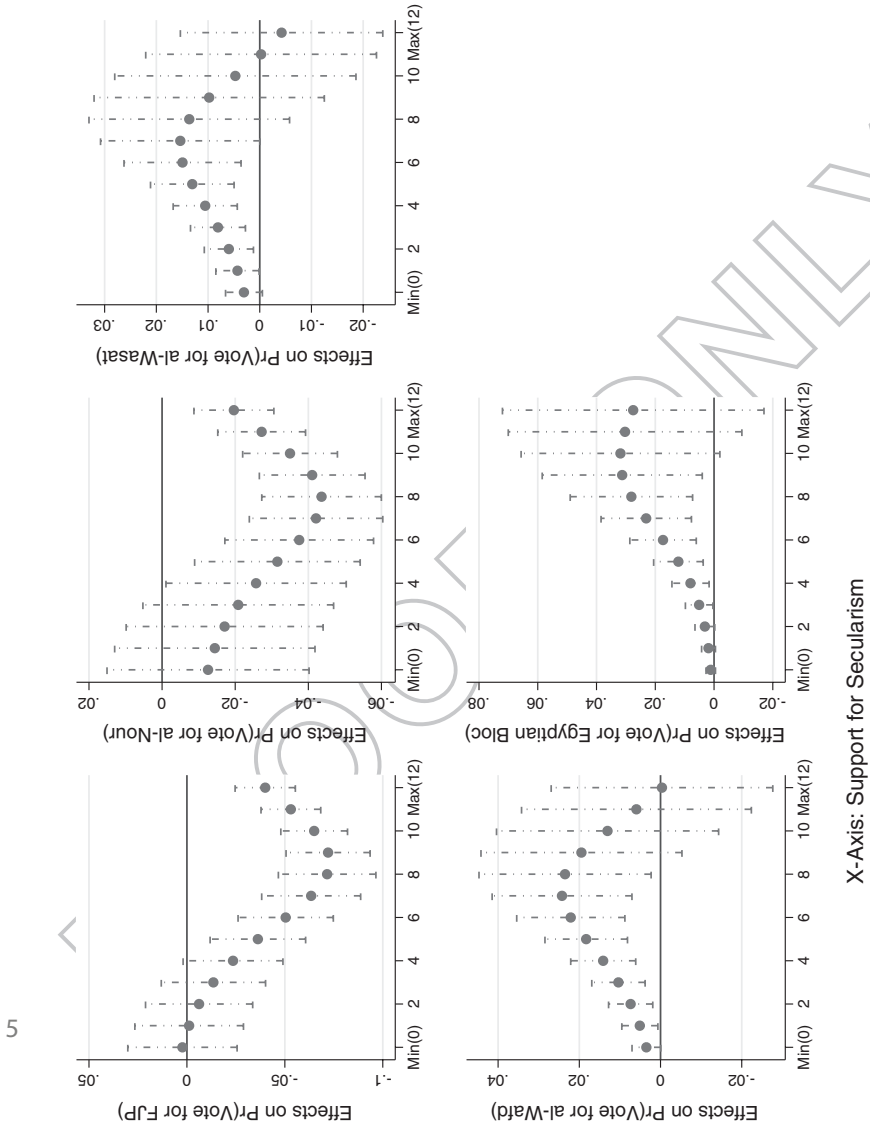 5
Effects on Pr(Vote for FJP)
.05
0
-.05
-.1
Min(0) 2 4 6 8 10 Max(12)
Effects on Pr(Vote for al-Nour)
.02
0
-.02
-.04
-.06
Min(0) 2 4 6 8 10 Max(12)
Effects on Pr(Vote for al-Wasat)
.03
.02
.01
0
-.01
-.02
Min(0) 2 4 6 8 10 Max(12)
Effects on Pr(Vote for al-Wafd)
.04
.02
0
-.02
Min(0) 2 4 6 8 10 Max(12)
Effects on Pr(Vote for Egyptian Bloc)
.08
.06
.04
.02
0
-.02
Min(0) 2 4 6 8 10 Max(12)
X-Axis: Support for Secularism
ONLY